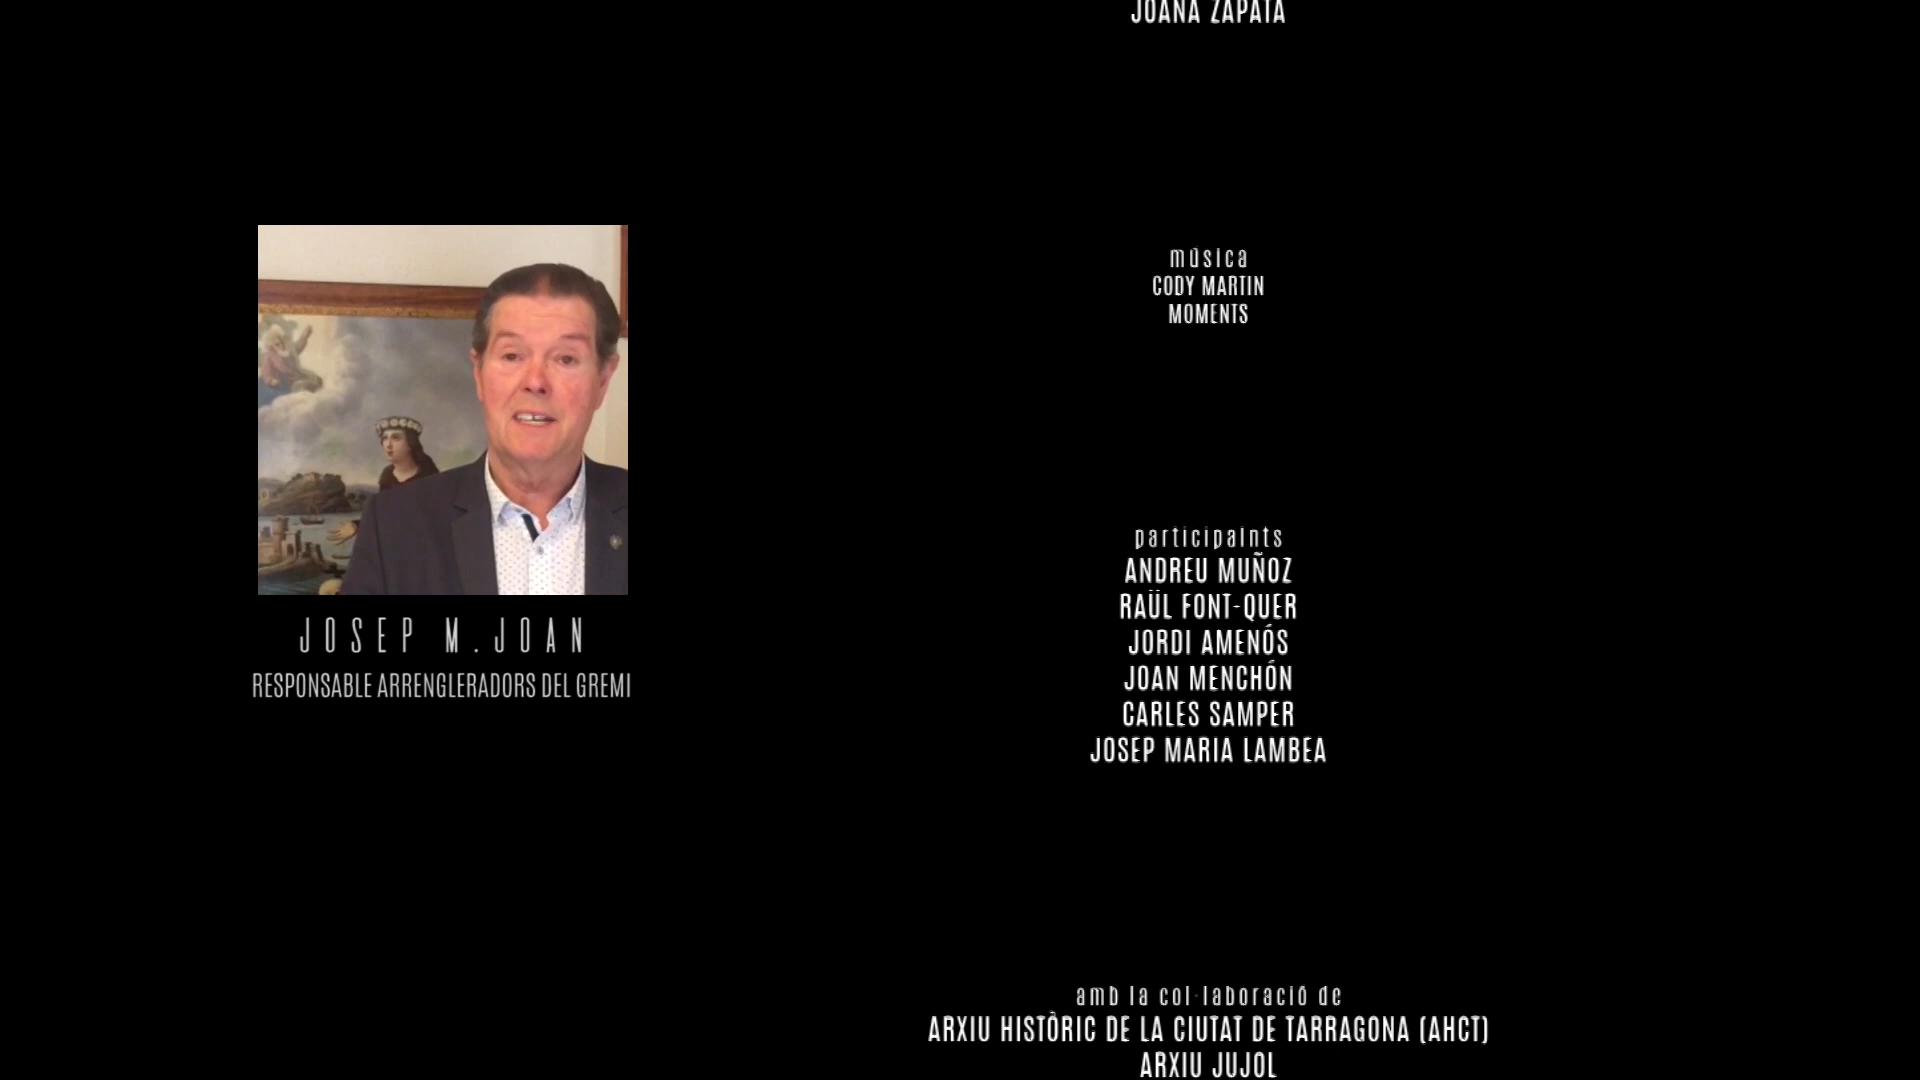 JOANA ZAPATA
música
CODY MARTIN
MOMENTS
participaInts
ANDREU MUÑOZ
RAÜL FONT-QUER
JORDI AMENÓS
JOAN MENCHÓN
CARLES SAMPER
JOSEP MARIA LAMBEA
JOSEP M.JOAN
RESPONSABLE ARRENGLERADORS DEL GREMI
amb la col·laboració de
ARXIU HISTÒRIC DE LA CIUTAT DE TARRAGONA (AHCT)
ARXIU JUJOL